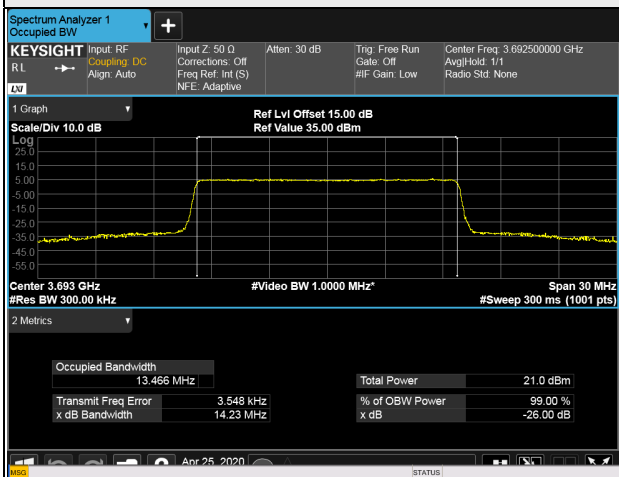 Spectrum Analyzer 1
Occupied BW
+
KEYSIGHT Input: RF Input Z: 50 Ω Atten: 30 dB Trig: Free Run Center Freq: 3.692500000 GHz
RL Coupling: DC Corrections: Off Gate: Off Avg|Hold: 1/1
Align: Auto Freq Ref: Int (S) #IF Gain: Low Radio Std: None
LXI NFE: Adaptive
1 Graph
Ref Lvl Offset 15.00 dB
Scale/Div 10.0 dB Ref Value 35.00 dBm
Log
25.0
15.0
5.00
-5.00
-15.0
-25.0
-35.0
-45.0
-55.0
Center 3.693 GHz #Video BW 1.0000 MHz* Span 30 MHz
#Res BW 300.00 kHz #Sweep 300 ms (1001 pts)
2 Metrics
Occupied Bandwidth
13.466 MHz Total Power 21.0 dBm
Transmit Freq Error 3.548 kHz % of OBW Power 99.00 %
x dB Bandwidth 14.23 MHz x dB -26.00 dB
Apr 25, 2020
MSG STATUS